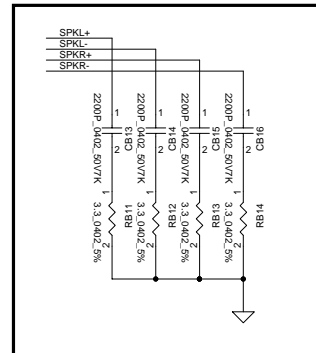 SPKL+
SPKL-
SPKR+
SPKR-
1
2
2200P_0402_50V7K
CB13
1
2
2200P_0402_50V7K
CB14
1
2
2200P_0402_50V7K
CB15
1
2
2200P_0402_50V7K
CB16
1
2
3.3_0402_5%
RB11
1
2
3.3_0402_5%
RB12
1
2
3.3_0402_5%
RB13
1
2
3.3_0402_5%
RB14